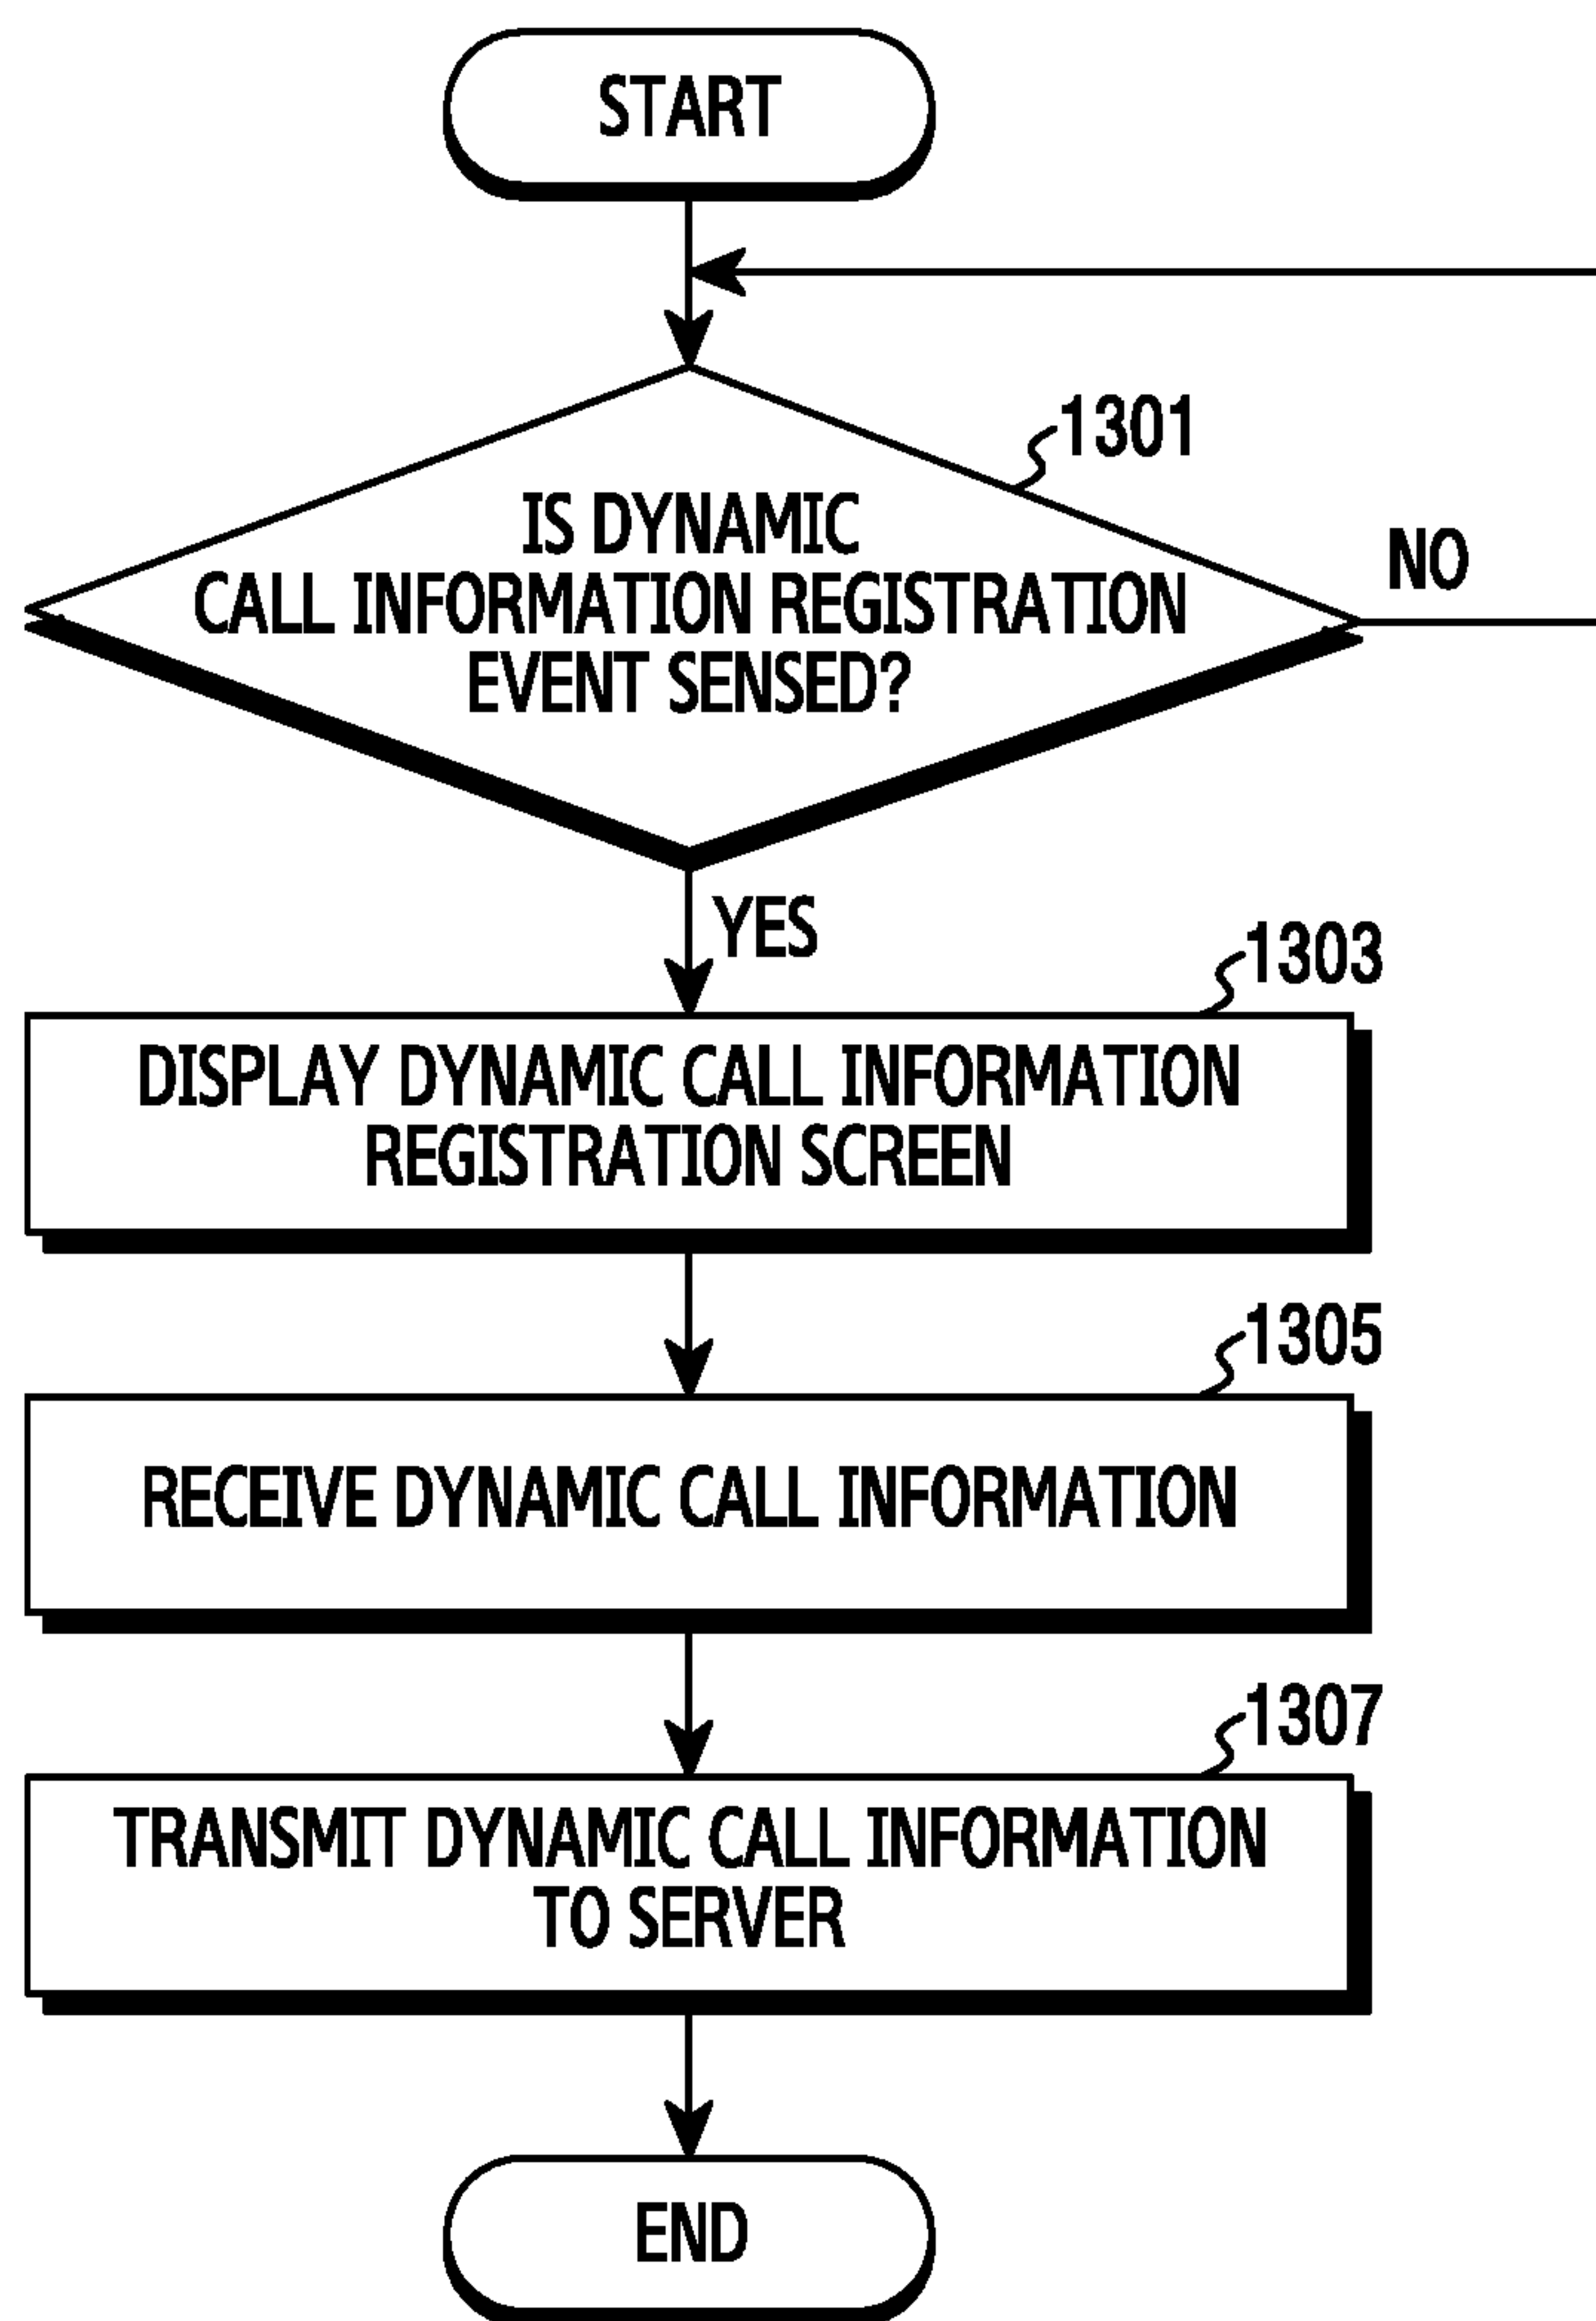 START
1301
IS DYNAMIC
CALL INFORMATION REGISTRATION
EVENT SENSED?
NO
YES
1303
DISPLAY DYNAMIC CALL INFORMATION
REGISTRATION SCREEN
1305
RECEIVE DYNAMIC CALL INFORMATION
1307
TRANSMIT DYNAMIC CALL INFORMATION
TO SERVER
END